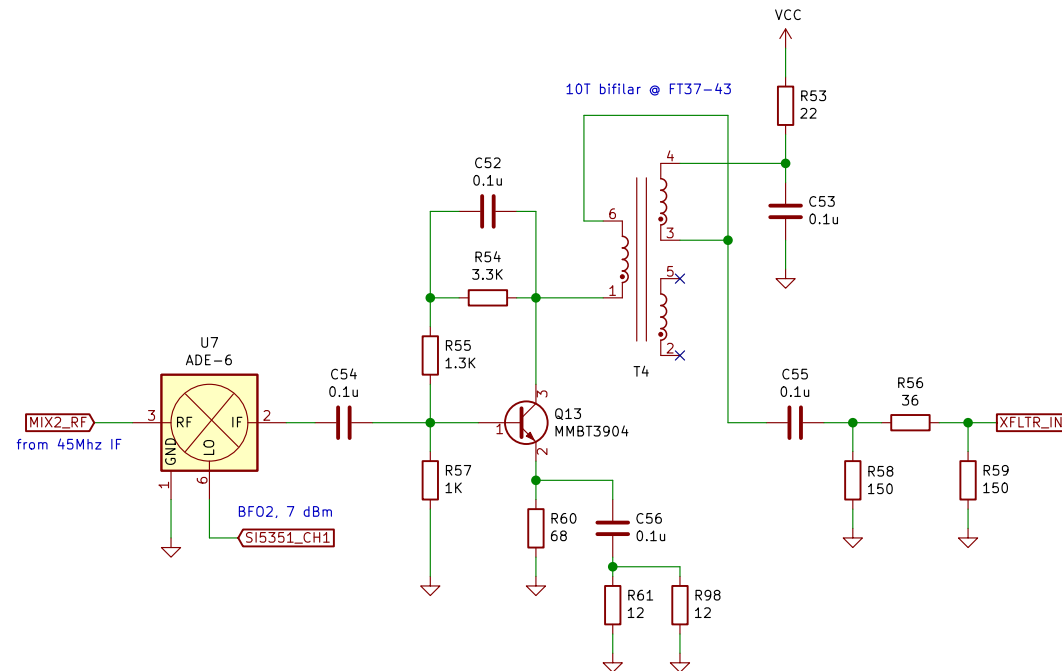 VCC
R53
22
10T bifilar @ FT37-43
4
C52
0.1u
C53
0.1u
6
3
R54
3.3K
5
1
U7
ADE-6
R55
1.3K
2
T4
C54
0.1u
C55
0.1u
R56
36
3
MIX2_RF
3
RF
IF
2
1
Q13
MMBT3904
XFLTR_IN
from 45Mhz IF
GND
LO
2
1
6
R57
1K
R58
150
R59
150
BFO2, 7 dBm
SI5351_CH1
R60
68
C56
0.1u
R61
12
R98
12